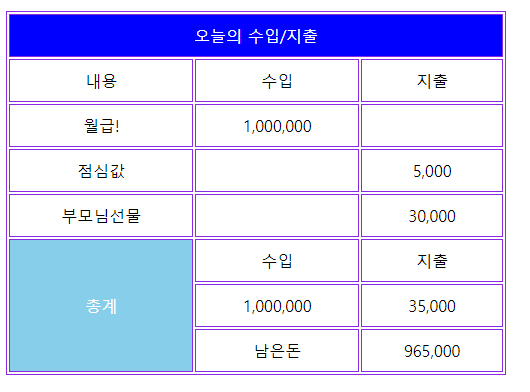 오늘의 수입/지출
내용 수입 지출
월급! 1,000,000
점심값 5,000
부모님선물 30,000
수입 지출
총계 1,000,000 35,000
남은돈 965,000